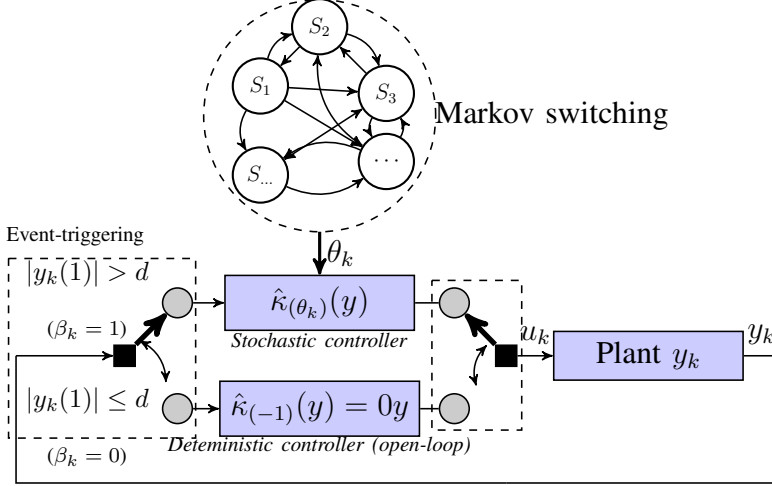 S₂
S₁
S₃
Markov switching
S...
...
Event-triggering
θₖ
|yₖ(1)| > d
κ̂₍θₖ₎(y)
(βₖ = 1)
Stochastic controller
uₖ
Plant yₖ
yₖ
|yₖ(1)| ≤ d
κ̂₍₋₁₎(y) = 0y
Deteministic controller (open-loop)
(βₖ = 0)